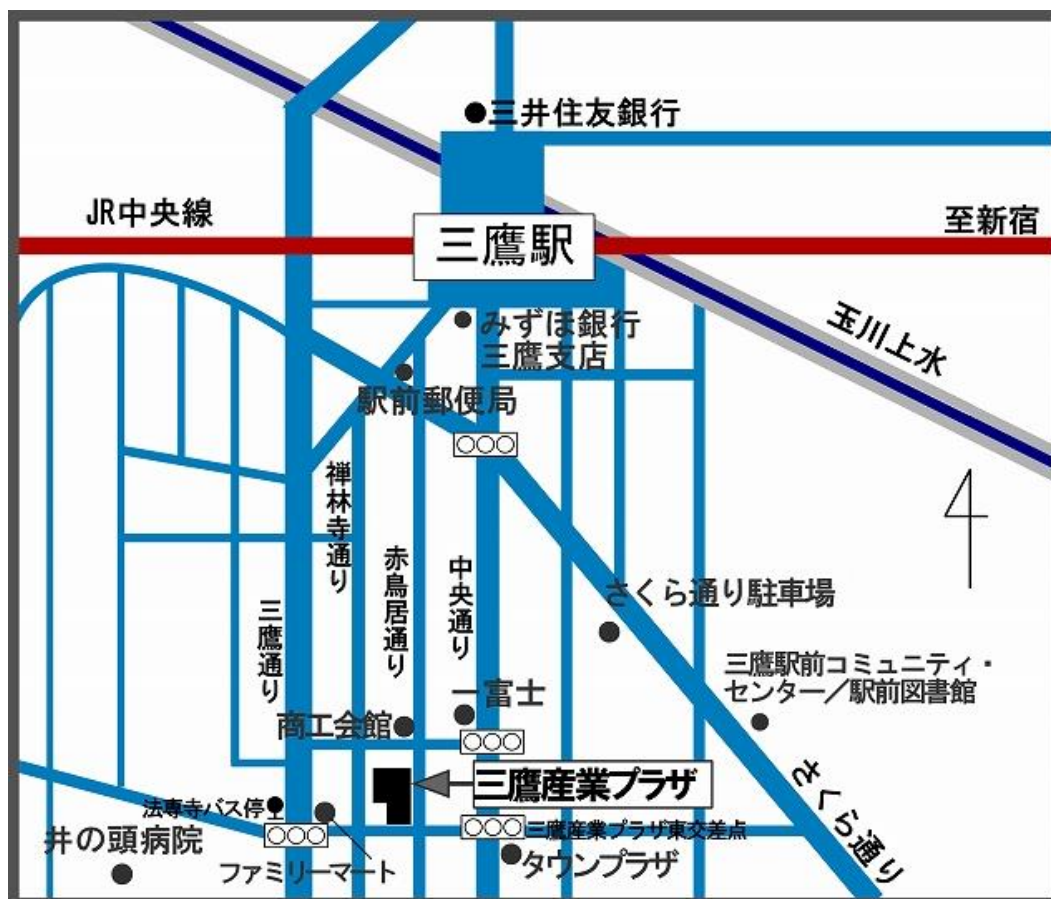 三井住友銀行
JR中央線
三鷹駅
至新宿
玉川上水
みずほ銀行
三鷹支店
駅前郵便局
禅林寺通り
赤鳥居通り
中央通り
三鷹通り
さくら通り駐車場
三鷹駅前コミュニティ・
センター／駅前図書館
一富士
商工会館
三鷹産業プラザ
さくら通り
法専寺バス停
三鷹産業プラザ東交差点
井の頭病院
ファミリーマート
タウンプラザ